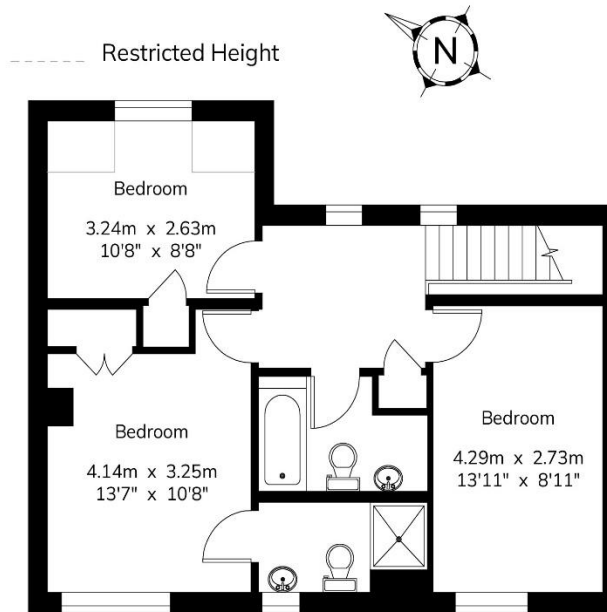 Restricted Height
N
Bedroom
3.24m x 2.63m
10'8" x 8'8"
Bedroom
4.14m x 3.25m
13'7" x 10'8"
Bedroom
4.29m x 2.73m
13'11" x 8'11"